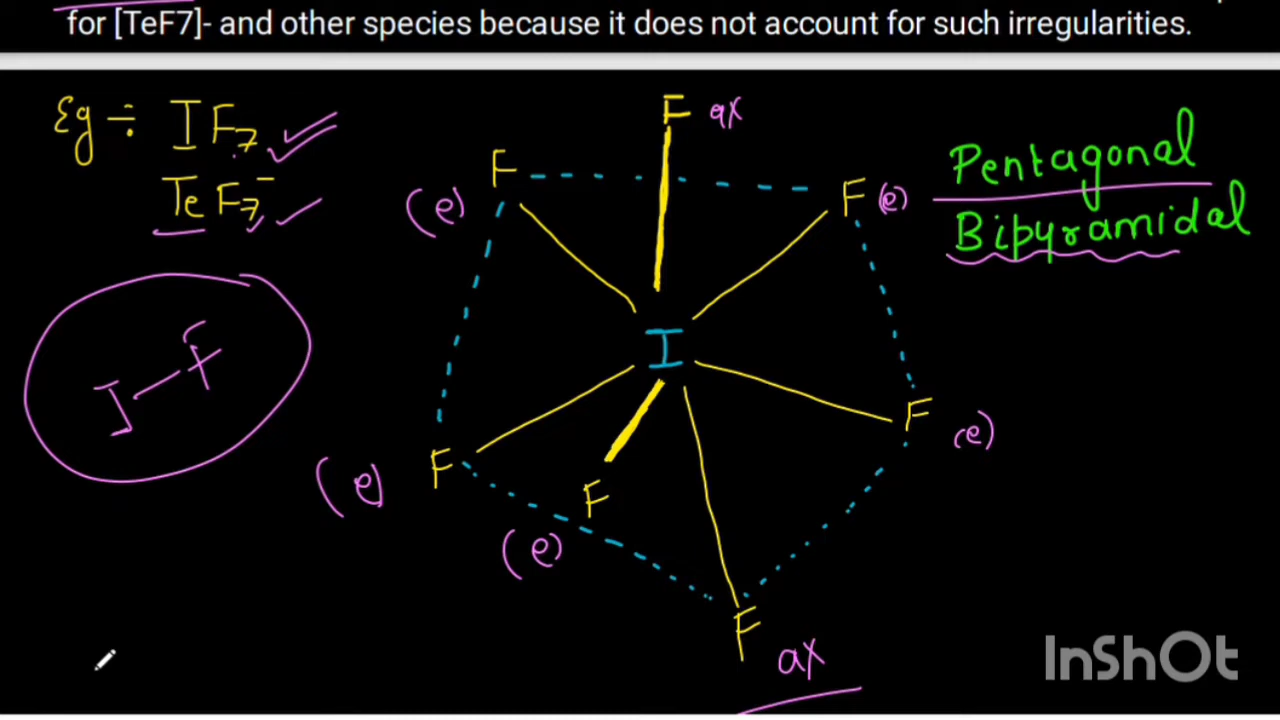 for [TeF7]- and other species because it does not account for such irregularities.
Eg ÷ IF7
TeF7-
Pentagonal
Bipyramidal
F ax
F
(e)
F (e)
I - F
I
F
(e)
F
(e)
F
(e)
F
ax
InShOt